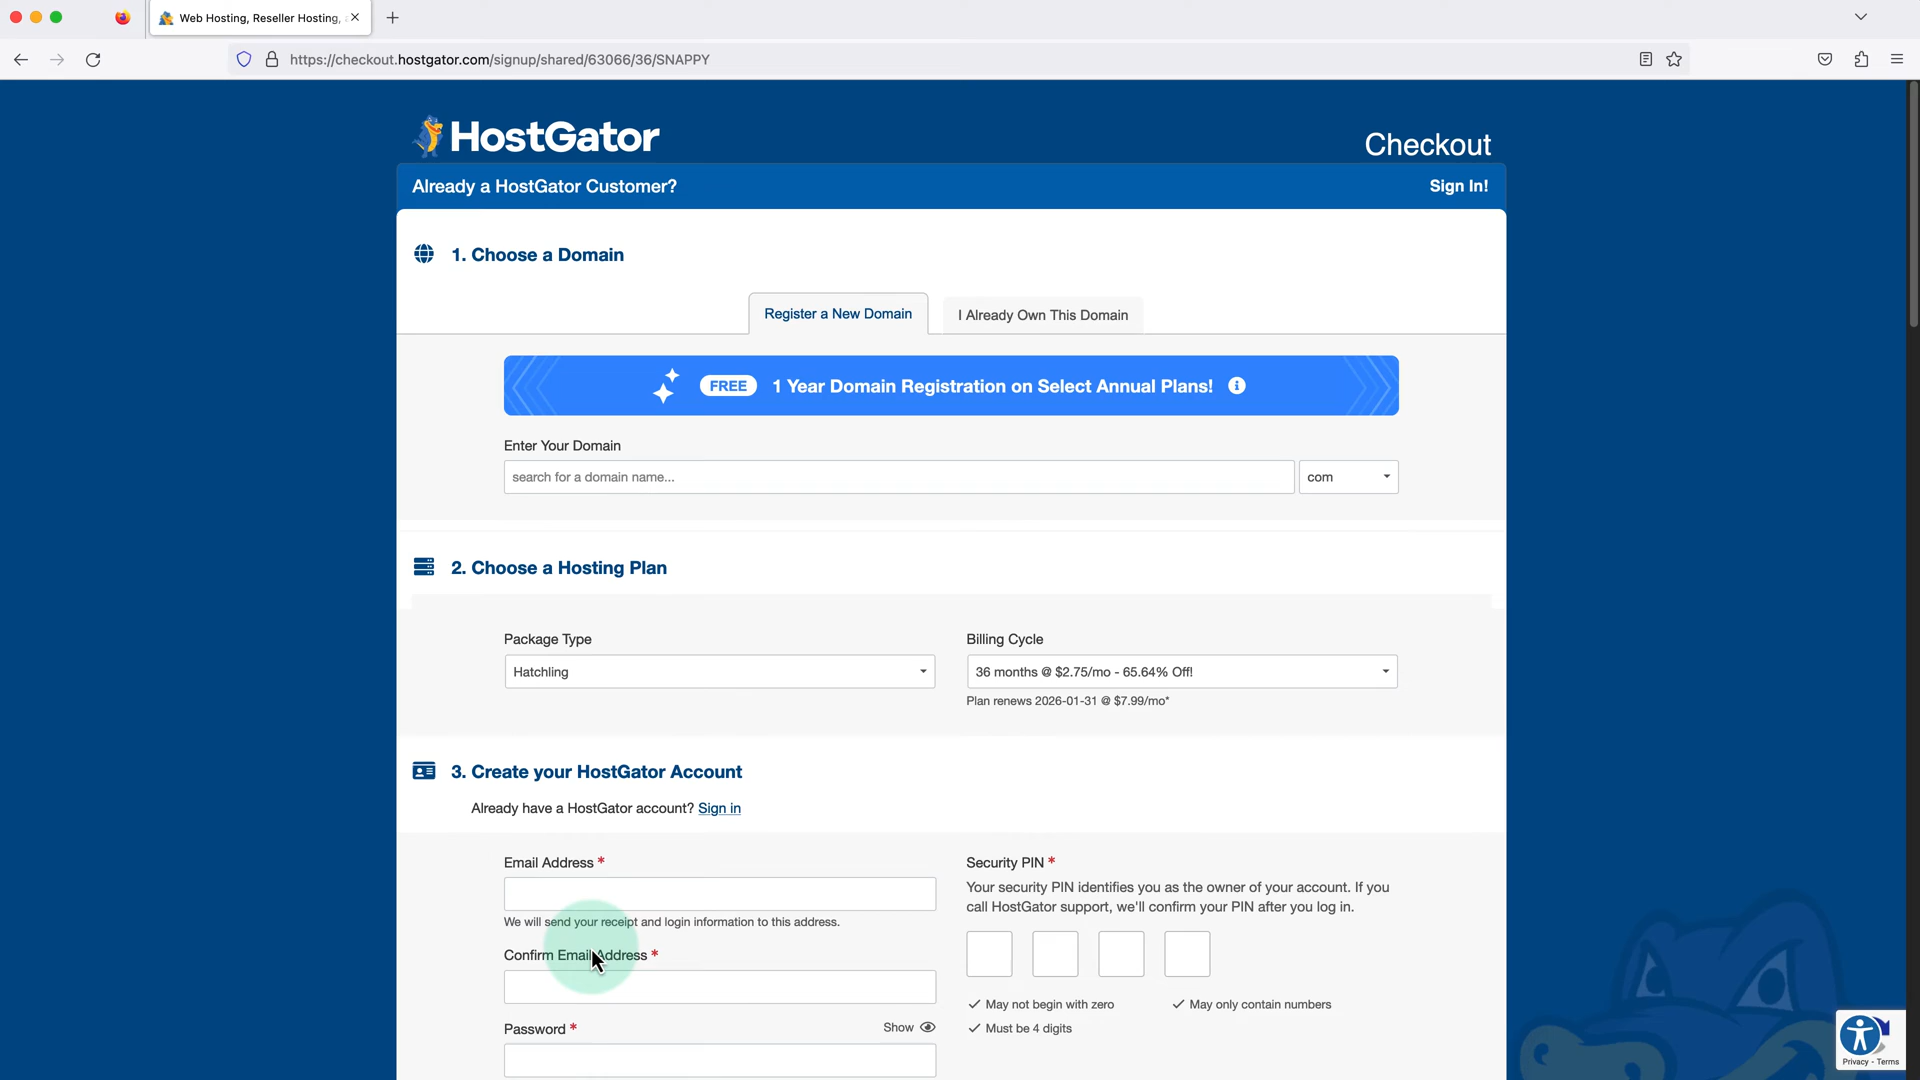 Web Hosting, Reseller Hosting,
https://checkout.hostgator.com/signup/shared/63066/36/SNAPPY
HostGator
Checkout
Already a HostGator Customer?
Sign In!
1. Choose a Domain
Register a New Domain
I Already Own This Domain
FREE 1 Year Domain Registration on Select Annual Plans!
Enter Your Domain
search for a domain name...
com
2. Choose a Hosting Plan
Package Type
Billing Cycle
Hatchling
36 months @ $2.75/mo - 65.64% Off!
Plan renews 2026-01-31 @ $7.99/mo*
3. Create your HostGator Account
Already have a HostGator account? Sign in
Email Address *
Security PIN *
Your security PIN identifies you as the owner of your account. If you
call HostGator support, we'll confirm your PIN after you log in.
We will send your receipt and login information to this address.
Confirm Email Address *
May not begin with zero
May only contain numbers
Password *
Show
Must be 4 digits
Privacy - Terms